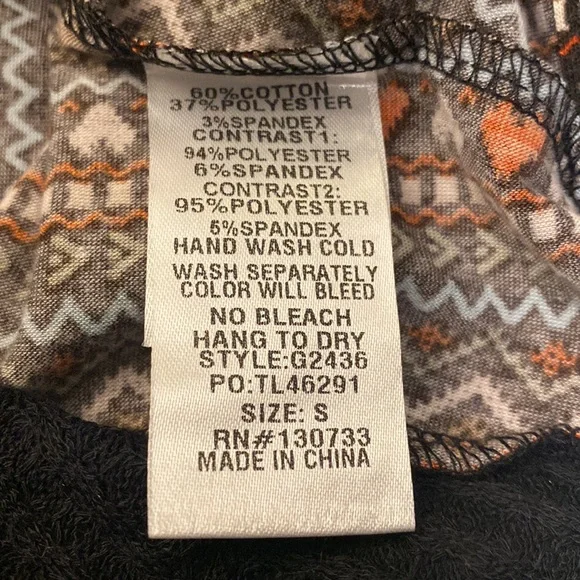 60%COTTON
37%POLYESTER
3%SPANDEX
CONTRAST1:
94%POLYESTER
6%SPANDEX
CONTRAST2:
95%POLYESTER
5%SPANDEX
HAND WASH COLD
WASH SEPARATELY
COLOR WILL BLEED
NO BLEACH
HANG TO DRY
STYLE:G2436
PO:TL46291
SIZE: S
RN#130733
MADE IN CHINA